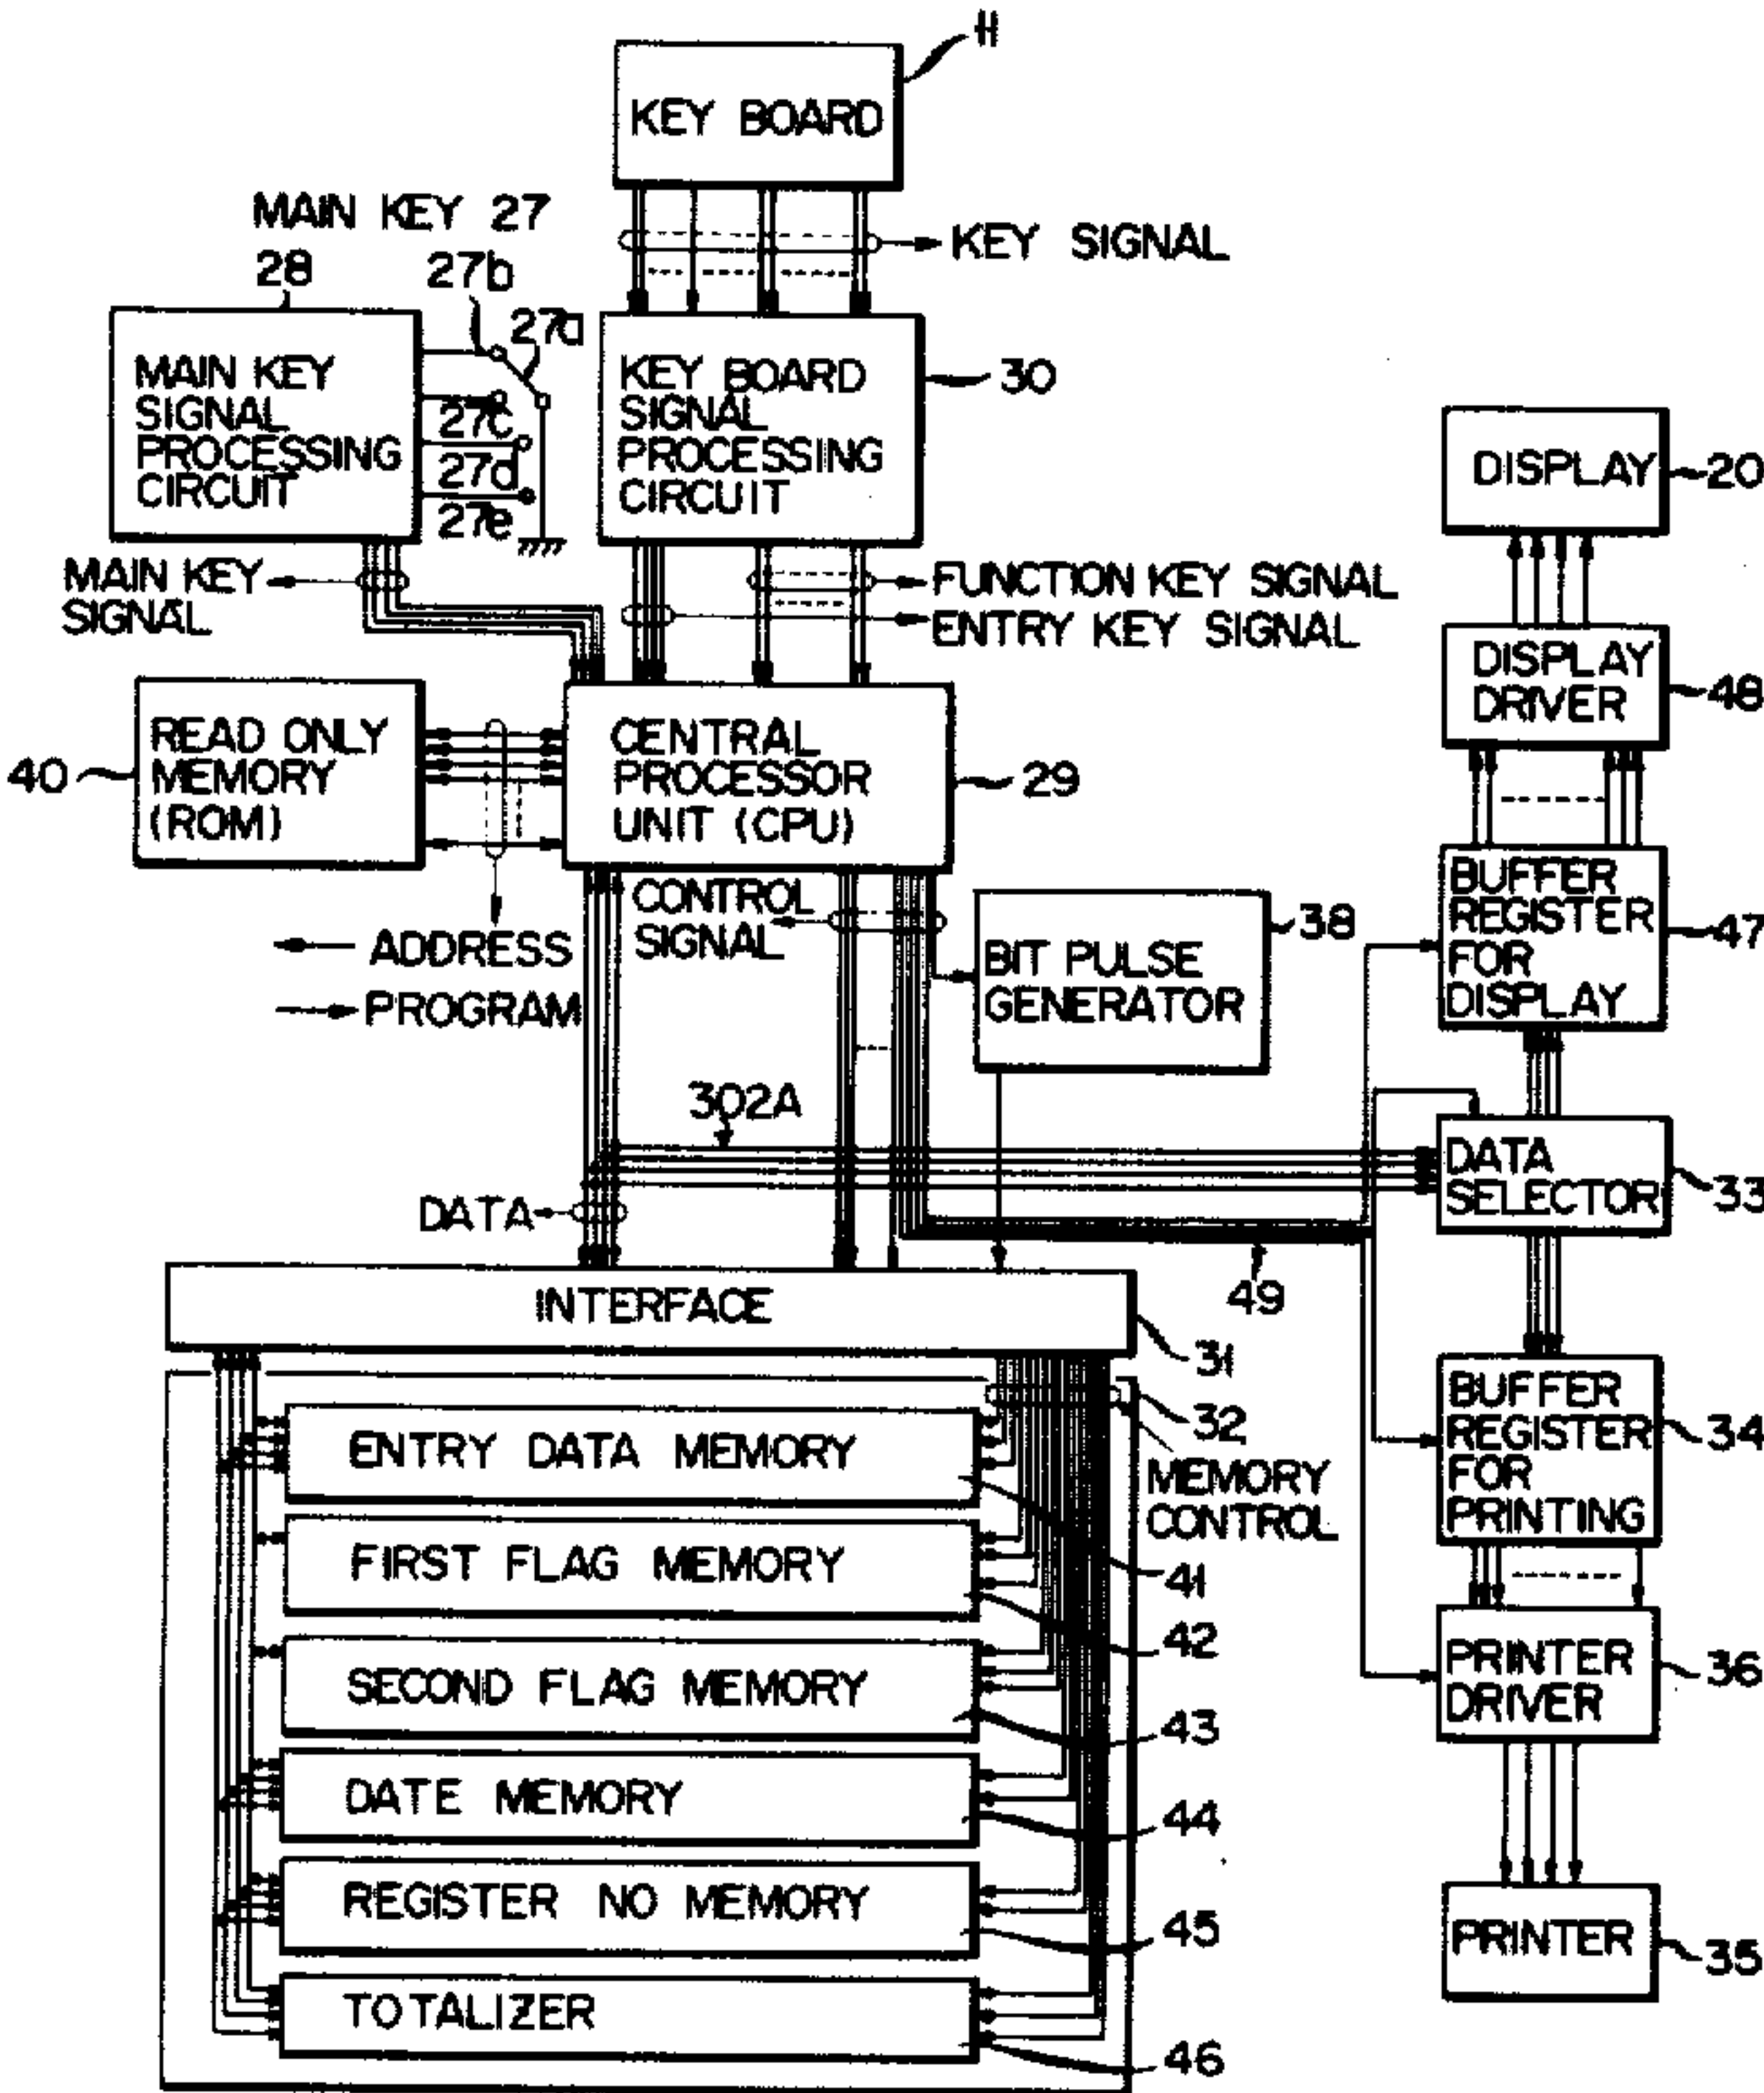 11
KEY BOARD
MAIN KEY 27
KEY SIGNAL
28
27b
27a
MAIN KEY
SIGNAL
PROCESSING
CIRCUIT
27c
27d
27e
KEY BOARD
SIGNAL
PROCESSING
CIRCUIT
30
DISPLAY
20
MAIN KEY
SIGNAL
FUNCTION KEY SIGNAL
ENTRY KEY SIGNAL
DISPLAY
DRIVER
48
READ ONLY
MEMORY
(ROM)
40
CENTRAL
PROCESSOR
UNIT (CPU)
29
BUFFER
REGISTER
FOR
DISPLAY
47
CONTROL
SIGNAL
ADDRESS
PROGRAM
BIT PULSE
GENERATOR
38
302A
DATA
SELECTOR
33
DATA
49
INTERFACE
31
32
MEMORY
CONTROL
BUFFER
REGISTER
FOR
PRINTING
34
ENTRY DATA MEMORY
41
FIRST FLAG MEMORY
42
SECOND FLAG MEMORY
43
PRINTER
DRIVER
36
DATE MEMORY
44
REGISTER NO MEMORY
45
PRINTER
35
TOTALIZER
46